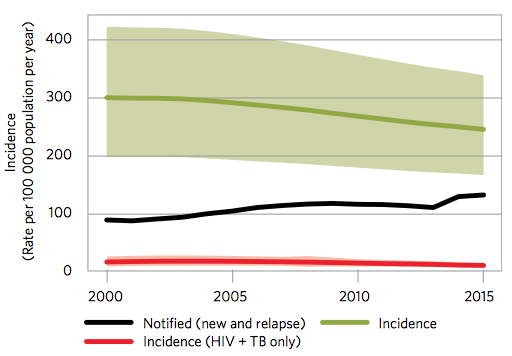 Incidence
(Rate per 100 000 population per year)
400
300
200
100
0
2000 2005 2010 2015
Notified (new and relapse) Incidence
Incidence (HIV + TB only)